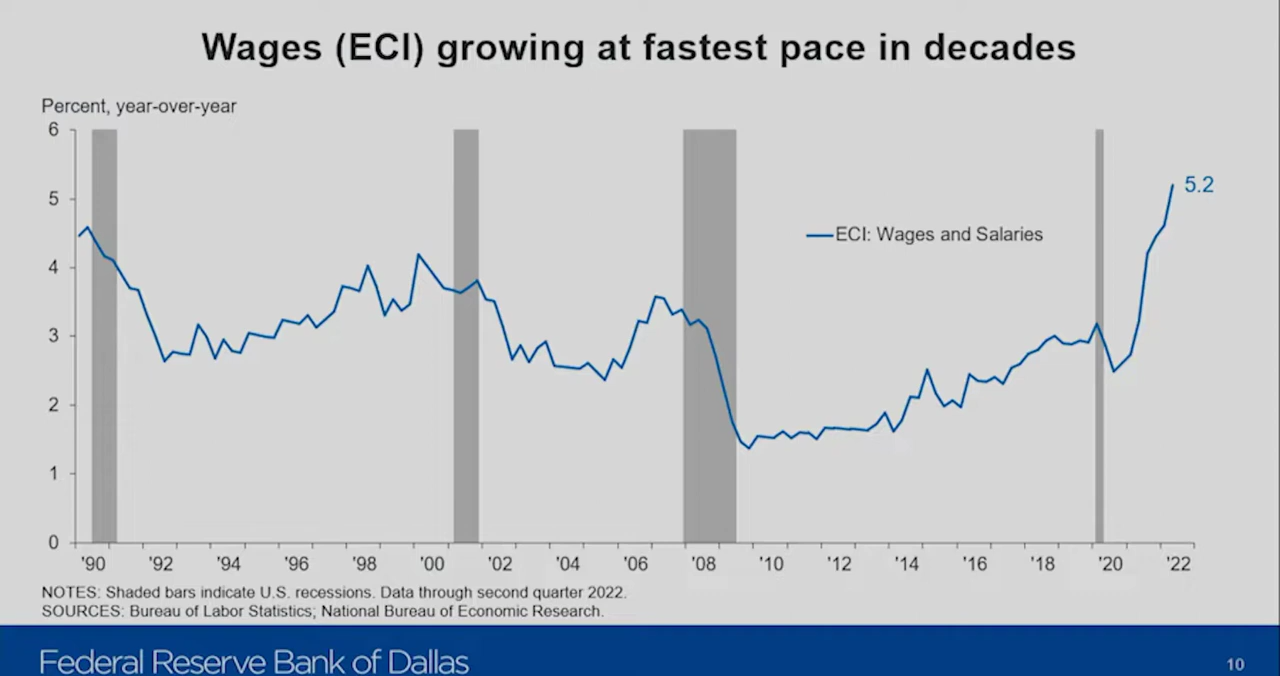 Wages (ECI) growing at fastest pace in decades
Percent, year-over-year
6
5
4
3
2
1
0
5.2
ECI: Wages and Salaries
'90 '92 '94 '96 '98 '00 '02 '04 '06 '08 '10 '12 '14 '16 '18 '20 '22
NOTES: Shaded bars indicate U.S. recessions. Data through second quarter 2022.
SOURCES: Bureau of Labor Statistics; National Bureau of Economic Research.
Federal Reserve Bank of Dallas
10